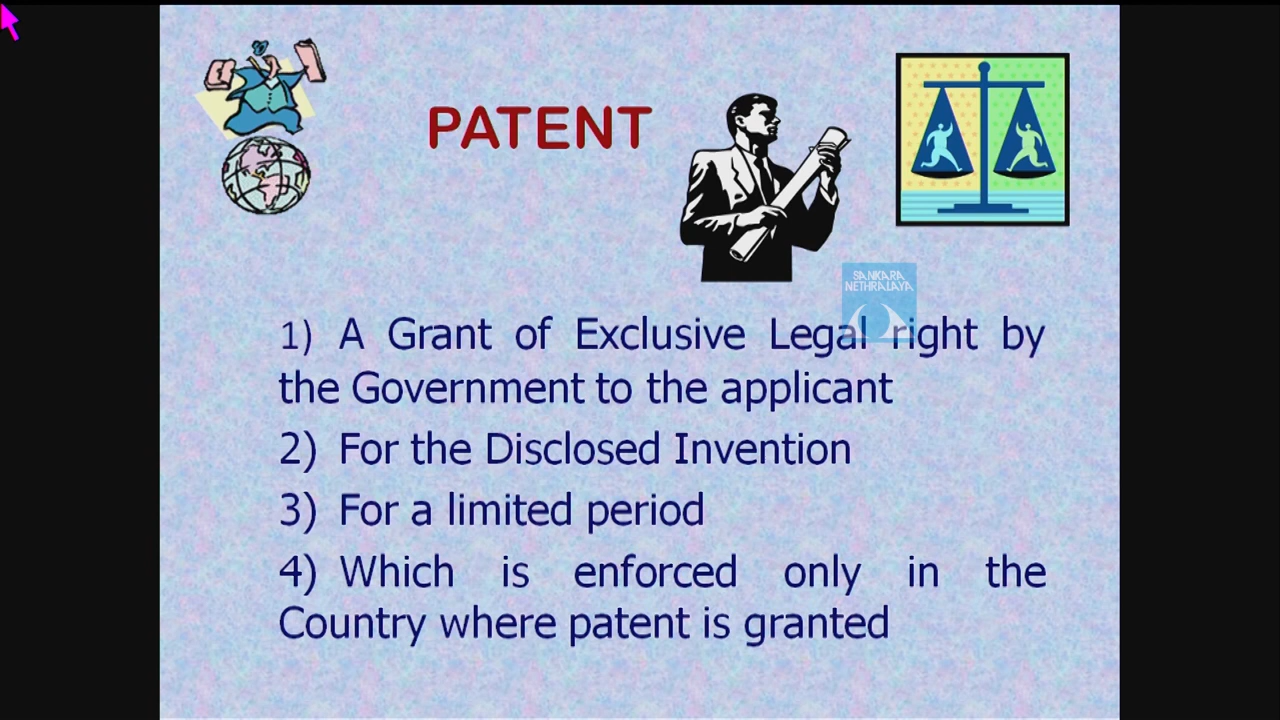 PATENT
SANKARA
NETHRALAYA
1) A Grant of Exclusive Legal right by
the Government to the applicant
2) For the Disclosed Invention
3) For a limited period
4) Which is enforced only in the
Country where patent is granted